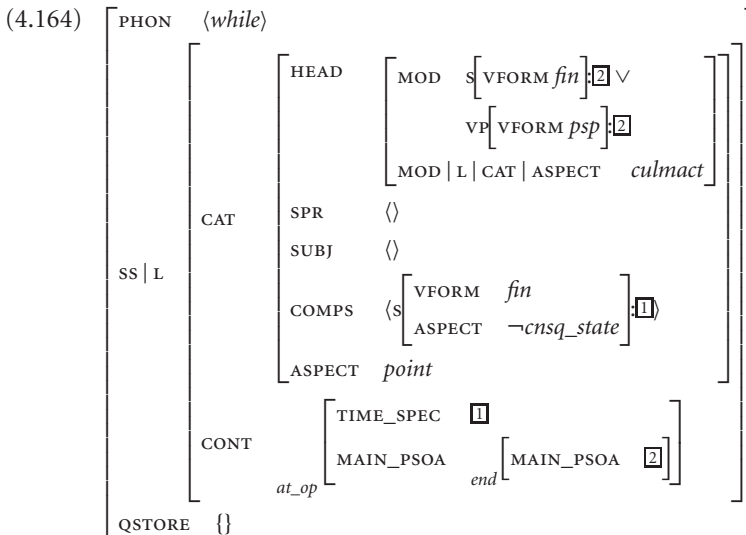 (4.164)
PHON ⟨while⟩
HEAD MOD S[VFORM fin]:2 ∨
VP[VFORM psp]:2
MOD | L | CAT | ASPECT culmact
CAT SPR ⟨⟩
SUBJ ⟨⟩
SS | L
COMPS ⟨S[VFORM fin
ASPECT ¬cnsq_state]:1⟩
ASPECT point
TIME_SPEC 1
CONT
MAIN_PSOA end[MAIN_PSOA 2]
at_op
QSTORE {}